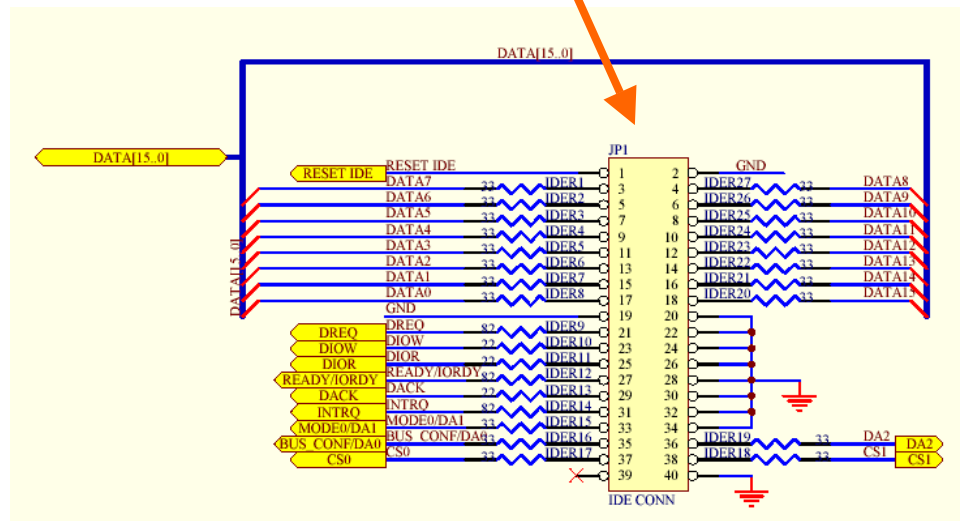 DATA[15..0]
DATA[15..0]
JP1
RESET IDE RESET IDE 1 2 GND
DATA7 33 IDER1 3 4 IDER27 33 DATA8
DATA6 33 IDER2 5 6 IDER26 33 DATA9
DATA5 33 IDER3 7 8 IDER25 33 DATA10
DATA4 33 IDER4 9 10 IDER24 33 DATA11
DATA3 33 IDER5 11 12 IDER23 33 DATA12
DATA2 33 IDER6 13 14 IDER22 33 DATA13
DATA1 33 IDER7 15 16 IDER21 33 DATA14
DATA0 33 IDER8 17 18 IDER20 33 DATA15
DATA[15..0]
GND 19 20
DREQ DREQ 82 IDER9 21 22
DIOW DIOW 22 IDER10 23 24
DIOR DIOR 22 IDER11 25 26
READY/IORDY READY/IORDY 82 IDER12 27 28
DACK DACK 22 IDER13 29 30
INTRQ INTRQ 82 IDER14 31 32
MODE0/DA1 MODE0/DA1 33 IDER15 33 34
BUS CONF/DA0 BUS CONF/DA0 33 IDER16 35 36 IDER19 33 DA2 DA2
CS0 CS0 33 IDER17 37 38 IDER18 33 CS1 CS1
39 40
IDE CONN